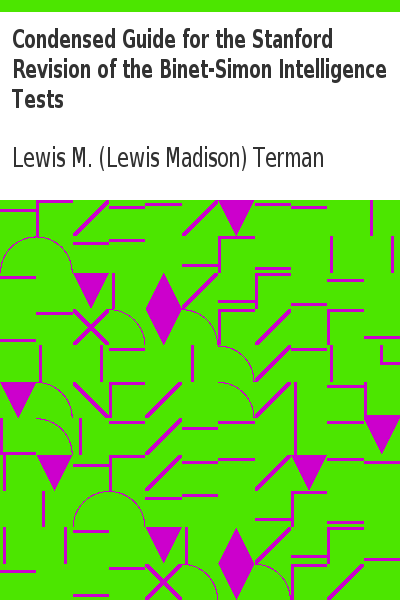 Condensed Guide for the Stanford
Revision of the Binet-Simon Intelligence
Tests
Lewis M. (Lewis Madison) Terman